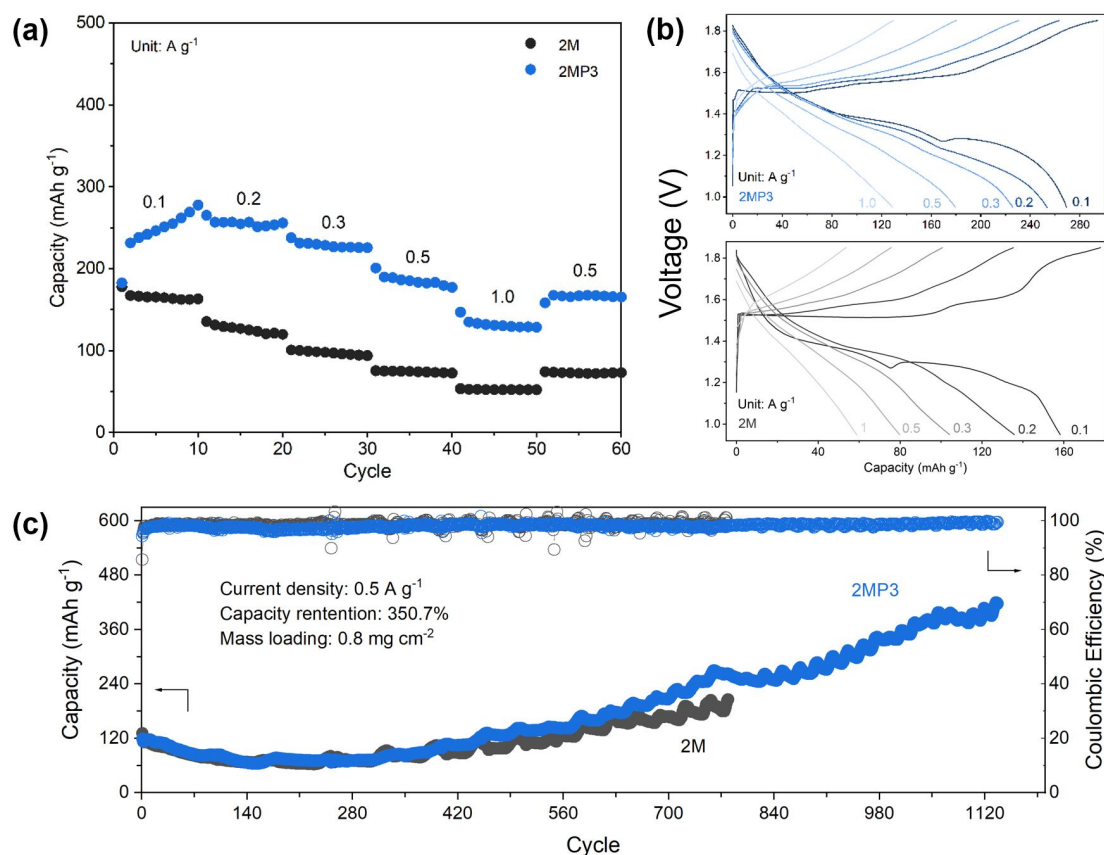 (a)
500
400
300
200
100
0
Capacity (mAh g-1)
Unit: A g-1
2M
2MP3
0.1
0.2
0.3
0.5
1.0
0.5
0 10 20 30 40 50 60
Cycle
(b)
Voltage (V)
1.8
1.6
1.4
1.2
1.0
Unit: A g-1
2MP3
1.0 0.5 0.3 0.2 0.1
0 40 80 120 160 200 240 280
1.8
1.6
1.4
1.2
1.0
Unit: A g-1
2M
1 0.5 0.3 0.2 0.1
0 40 80 120 160
Capacity (mAh g-1)
(c)
600
480
360
240
120
0
Capacity (mAh g-1)
Current density: 0.5 A g-1
Capacity rentention: 350.7%
Mass loading: 0.8 mg cm-2
2MP3
2M
100
80
60
40
20
0
Coulombic Efficiency (%)
0 140 280 420 560 700 840 980 1120
Cycle